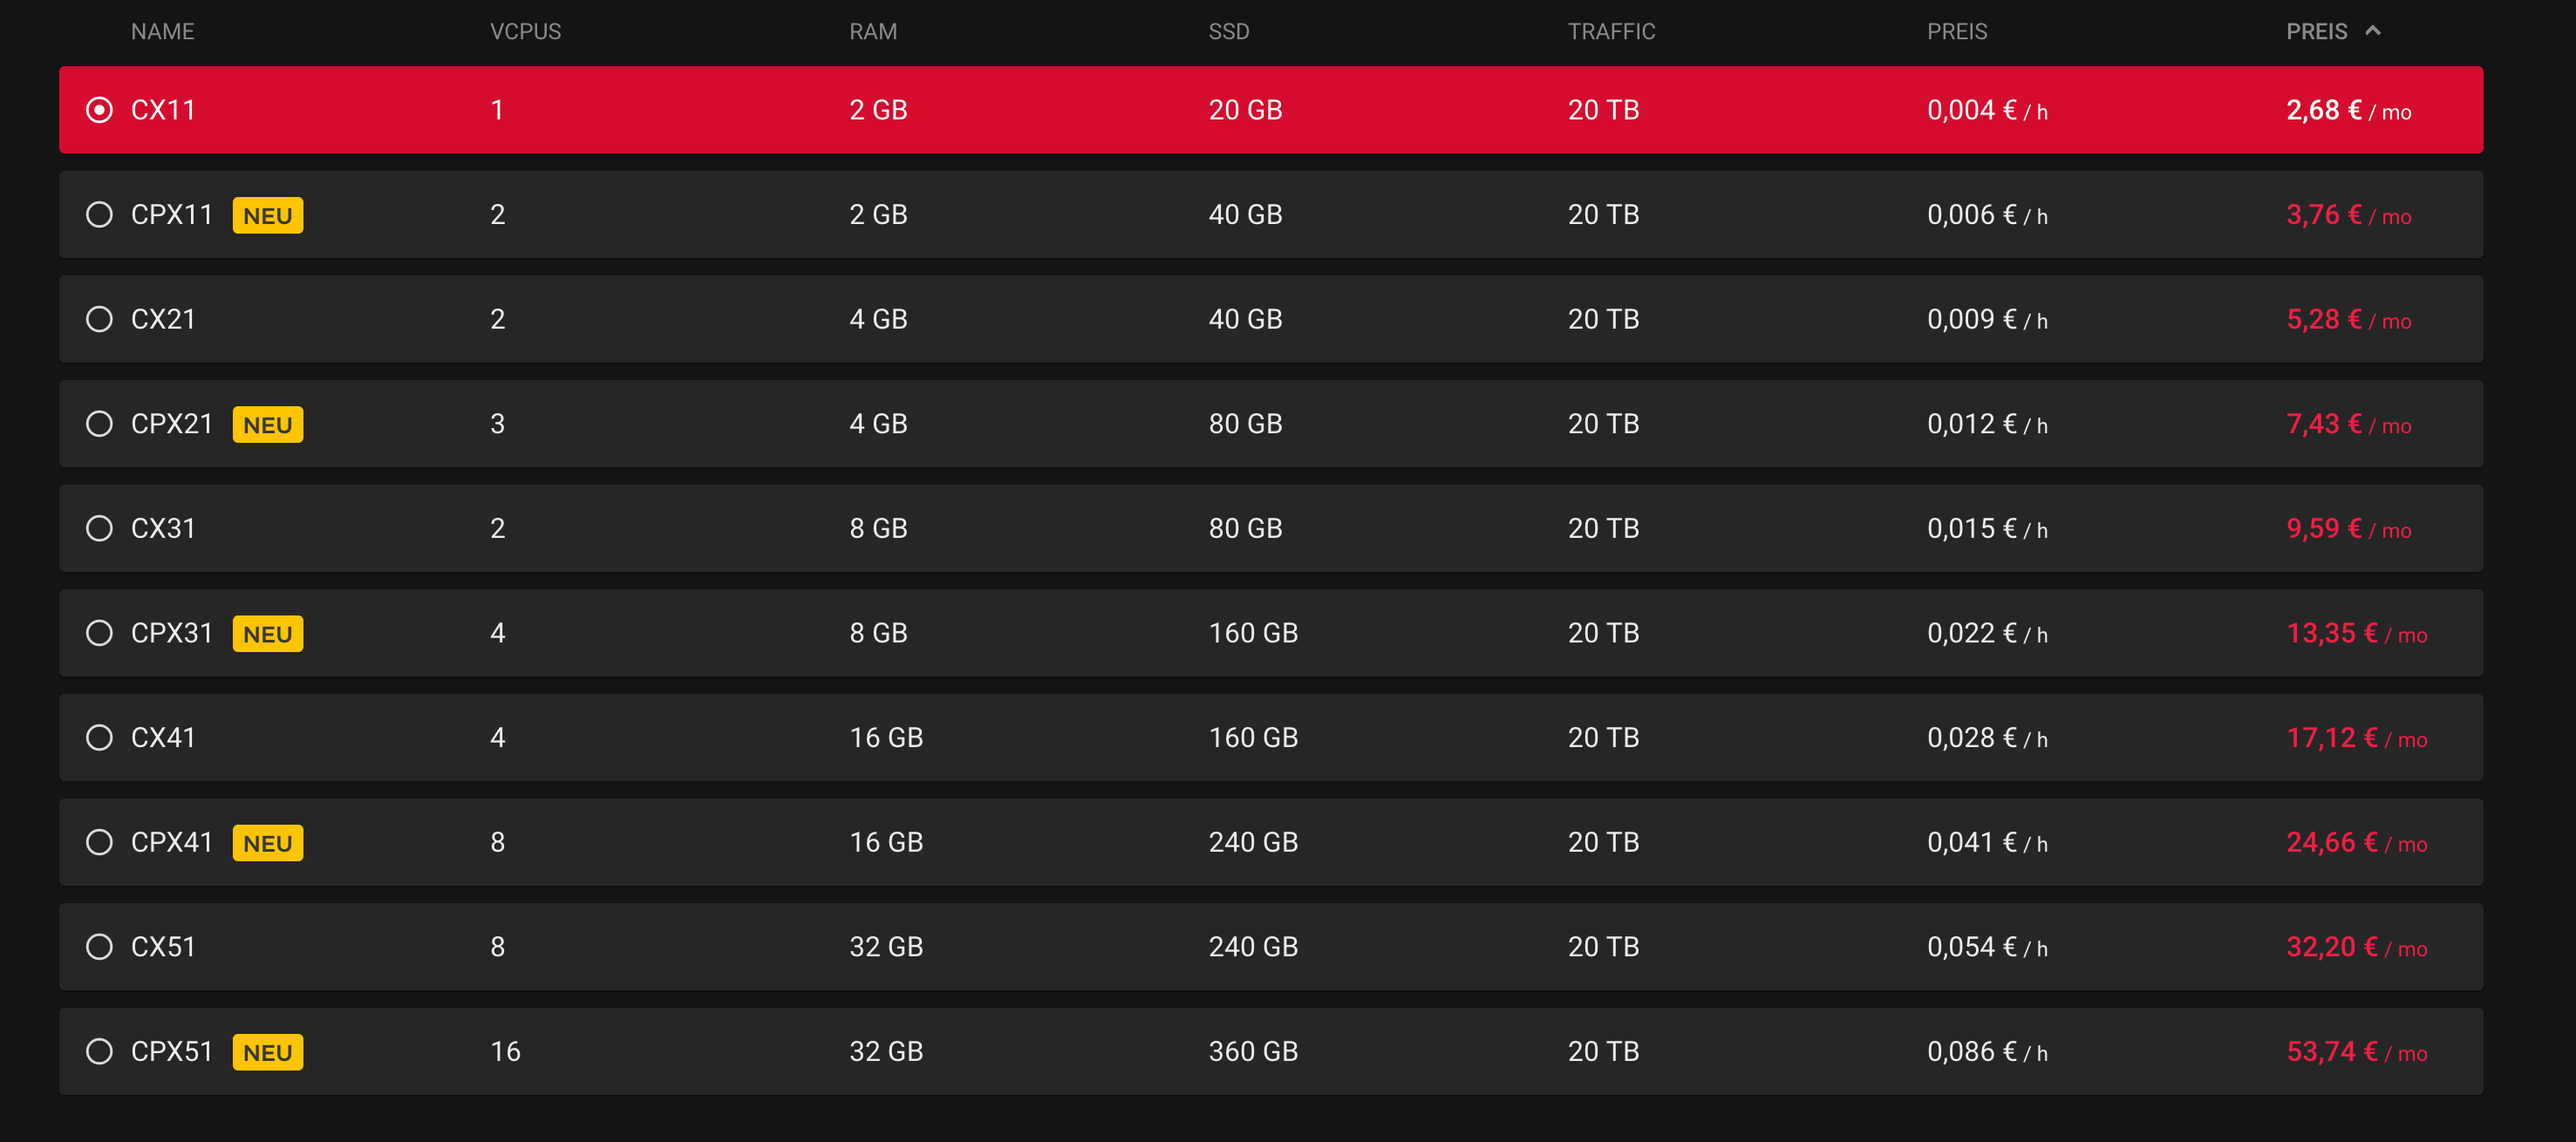 NAME VCPUS RAM SSD TRAFFIC PREIS PREIS
CX11 1 2 GB 20 GB 20 TB 0,004 € / h 2,68 € / mo
CPX11 NEU 2 2 GB 40 GB 20 TB 0,006 € / h 3,76 € / mo
CX21 2 4 GB 40 GB 20 TB 0,009 € / h 5,28 € / mo
CPX21 NEU 3 4 GB 80 GB 20 TB 0,012 € / h 7,43 € / mo
CX31 2 8 GB 80 GB 20 TB 0,015 € / h 9,59 € / mo
CPX31 NEU 4 8 GB 160 GB 20 TB 0,022 € / h 13,35 € / mo
CX41 4 16 GB 160 GB 20 TB 0,028 € / h 17,12 € / mo
CPX41 NEU 8 16 GB 240 GB 20 TB 0,041 € / h 24,66 € / mo
CX51 8 32 GB 240 GB 20 TB 0,054 € / h 32,20 € / mo
CPX51 NEU 16 32 GB 360 GB 20 TB 0,086 € / h 53,74 € / mo